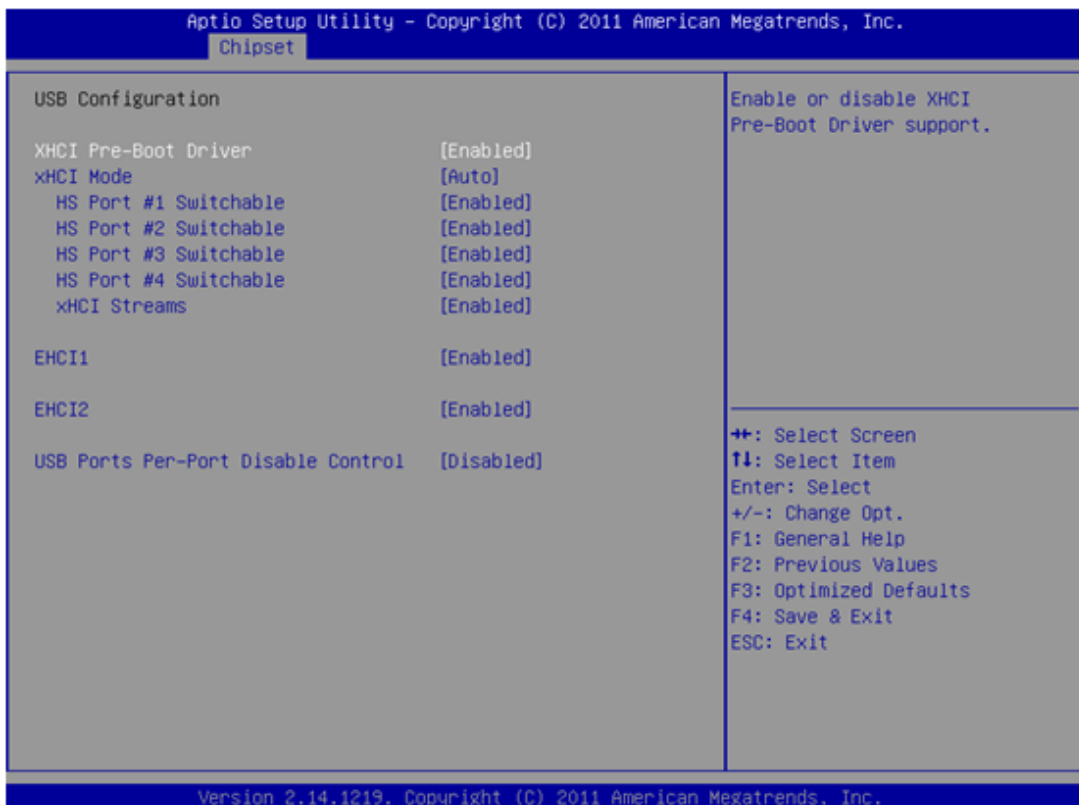 Aptio Setup Utility - Copyright (C) 2011 American Megatrends, Inc.
Chipset
USB Configuration
XHCI Pre-Boot Driver [Enabled]
xHCI Mode [Auto]
HS Port #1 Switchable [Enabled]
HS Port #2 Switchable [Enabled]
HS Port #3 Switchable [Enabled]
HS Port #4 Switchable [Enabled]
xHCI Streams [Enabled]
EHCI1 [Enabled]
EHCI2 [Enabled]
USB Ports Per-Port Disable Control [Disabled]
Enable or disable XHCI
Pre-Boot Driver support.
→←: Select Screen
↑↓: Select Item
Enter: Select
+/-: Change Opt.
F1: General Help
F2: Previous Values
F3: Optimized Defaults
F4: Save & Exit
ESC: Exit
Version 2.14.1219. Copyright (C) 2011 American Megatrends, Inc.